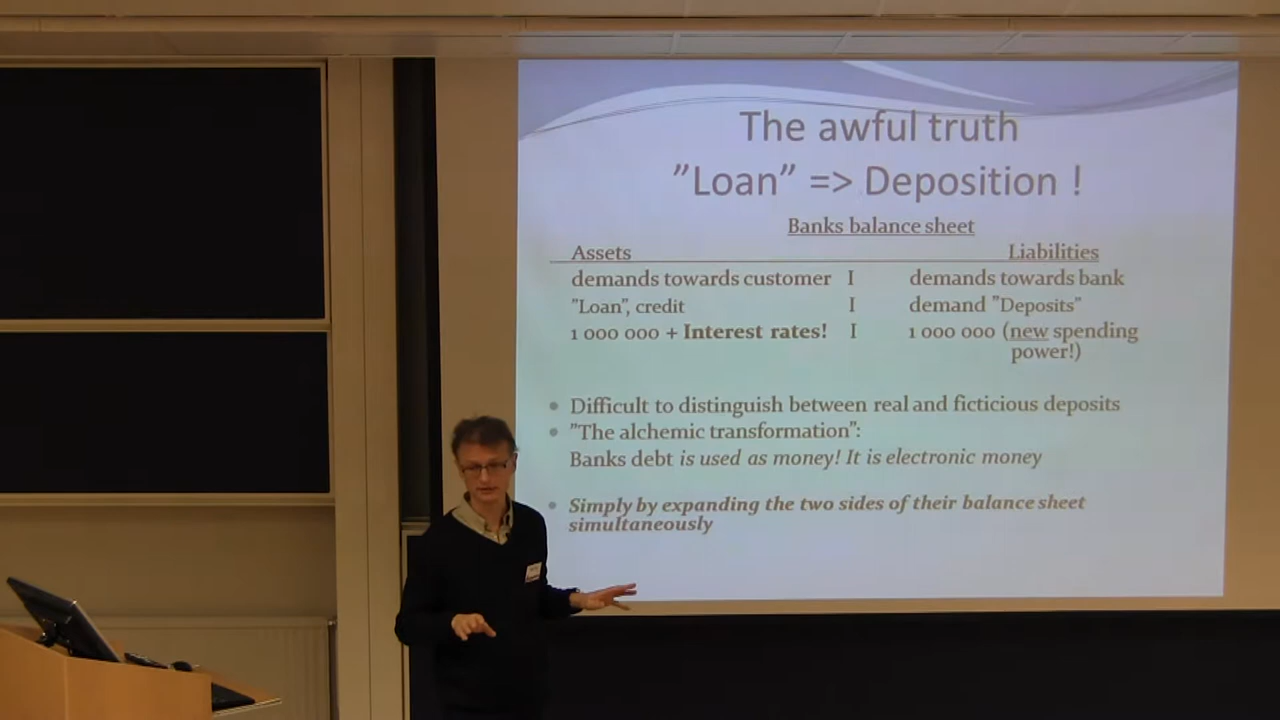 The awful truth
”Loan” => Deposition !
Banks balance sheet
Assets Liabilities
demands towards customer I demands towards bank
”Loan”, credit I demand ”Deposits”
1 000 000 + Interest rates! I 1 000 000 (new spending
power!)
• Difficult to distinguish between real and ficticious deposits
• ”The alchemic transformation”:
Banks debt is used as money! It is electronic money
• Simply by expanding the two sides of their balance sheet
simultaneously